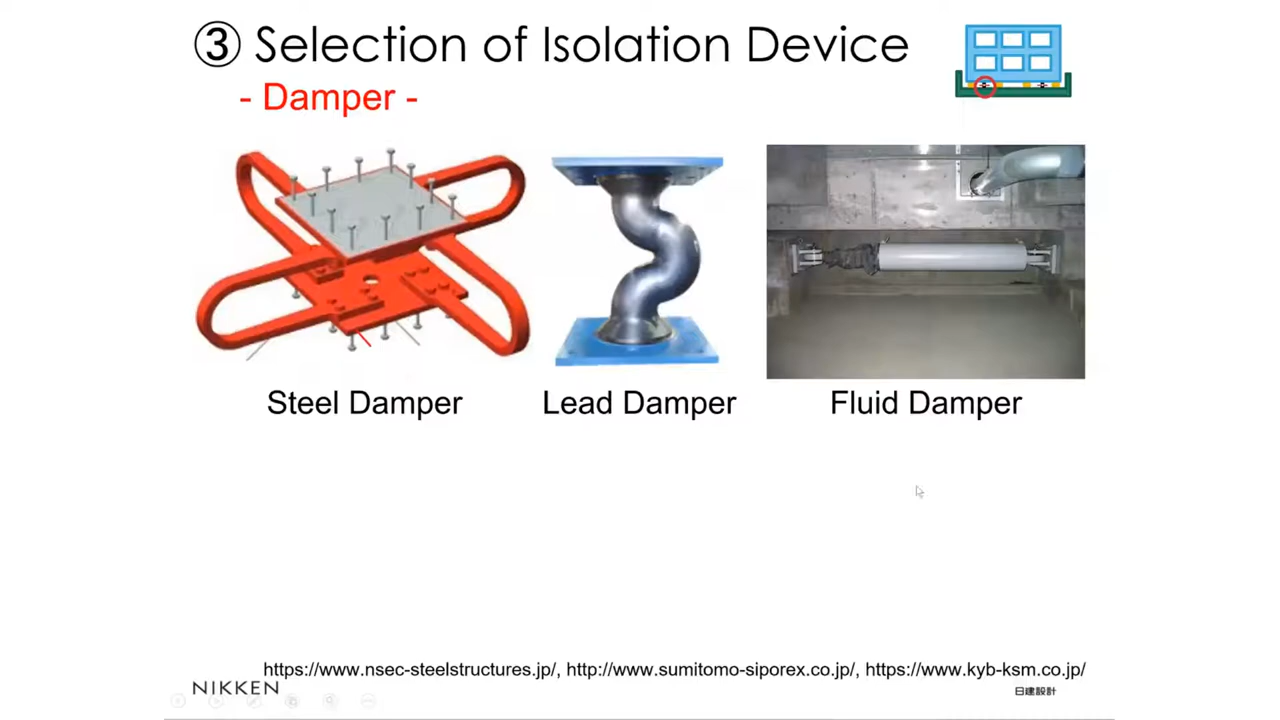 ③ Selection of Isolation Device
- Damper -
Steel Damper
Lead Damper
Fluid Damper
https://www.nsec-steelstructures.jp/, http://www.sumitomo-siporex.co.jp/, https://www.kyb-ksm.co.jp/
NIKKEN
日建設計